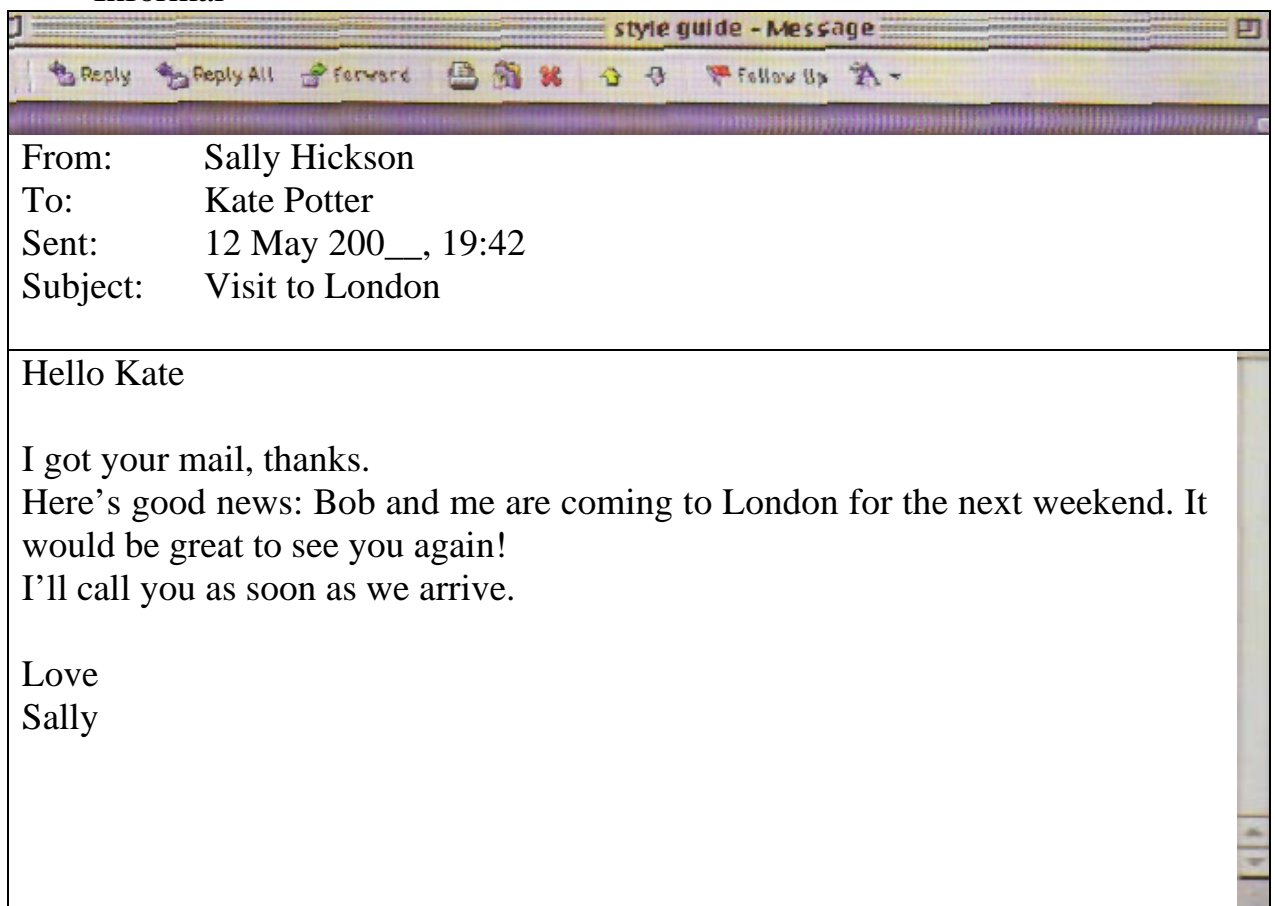 Informal
style guide - Message
Reply Reply All Forward Follow Up
From: Sally Hickson
To: Kate Potter
Sent: 12 May 200__, 19:42
Subject: Visit to London
Hello Kate
I got your mail, thanks.
Here’s good news: Bob and me are coming to London for the next weekend. It
would be great to see you again!
I’ll call you as soon as we arrive.
Love
Sally